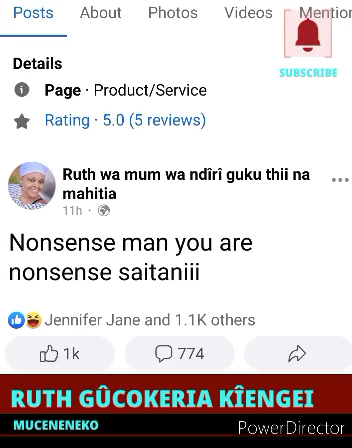 Posts About Photos Videos Mention
SUBSCRIBE
Details
Page · Product/Service
Rating · 5.0 (5 reviews)
Ruth wa mum wa ndîrî guku thii na
mahitia
11h ·
Nonsense man you are
nonsense saitaniii
Jennifer Jane and 1.1K others
1k 774
RUTH GÛCOKERIA KÎENGEI
MUCENENEKO
PowerDirector